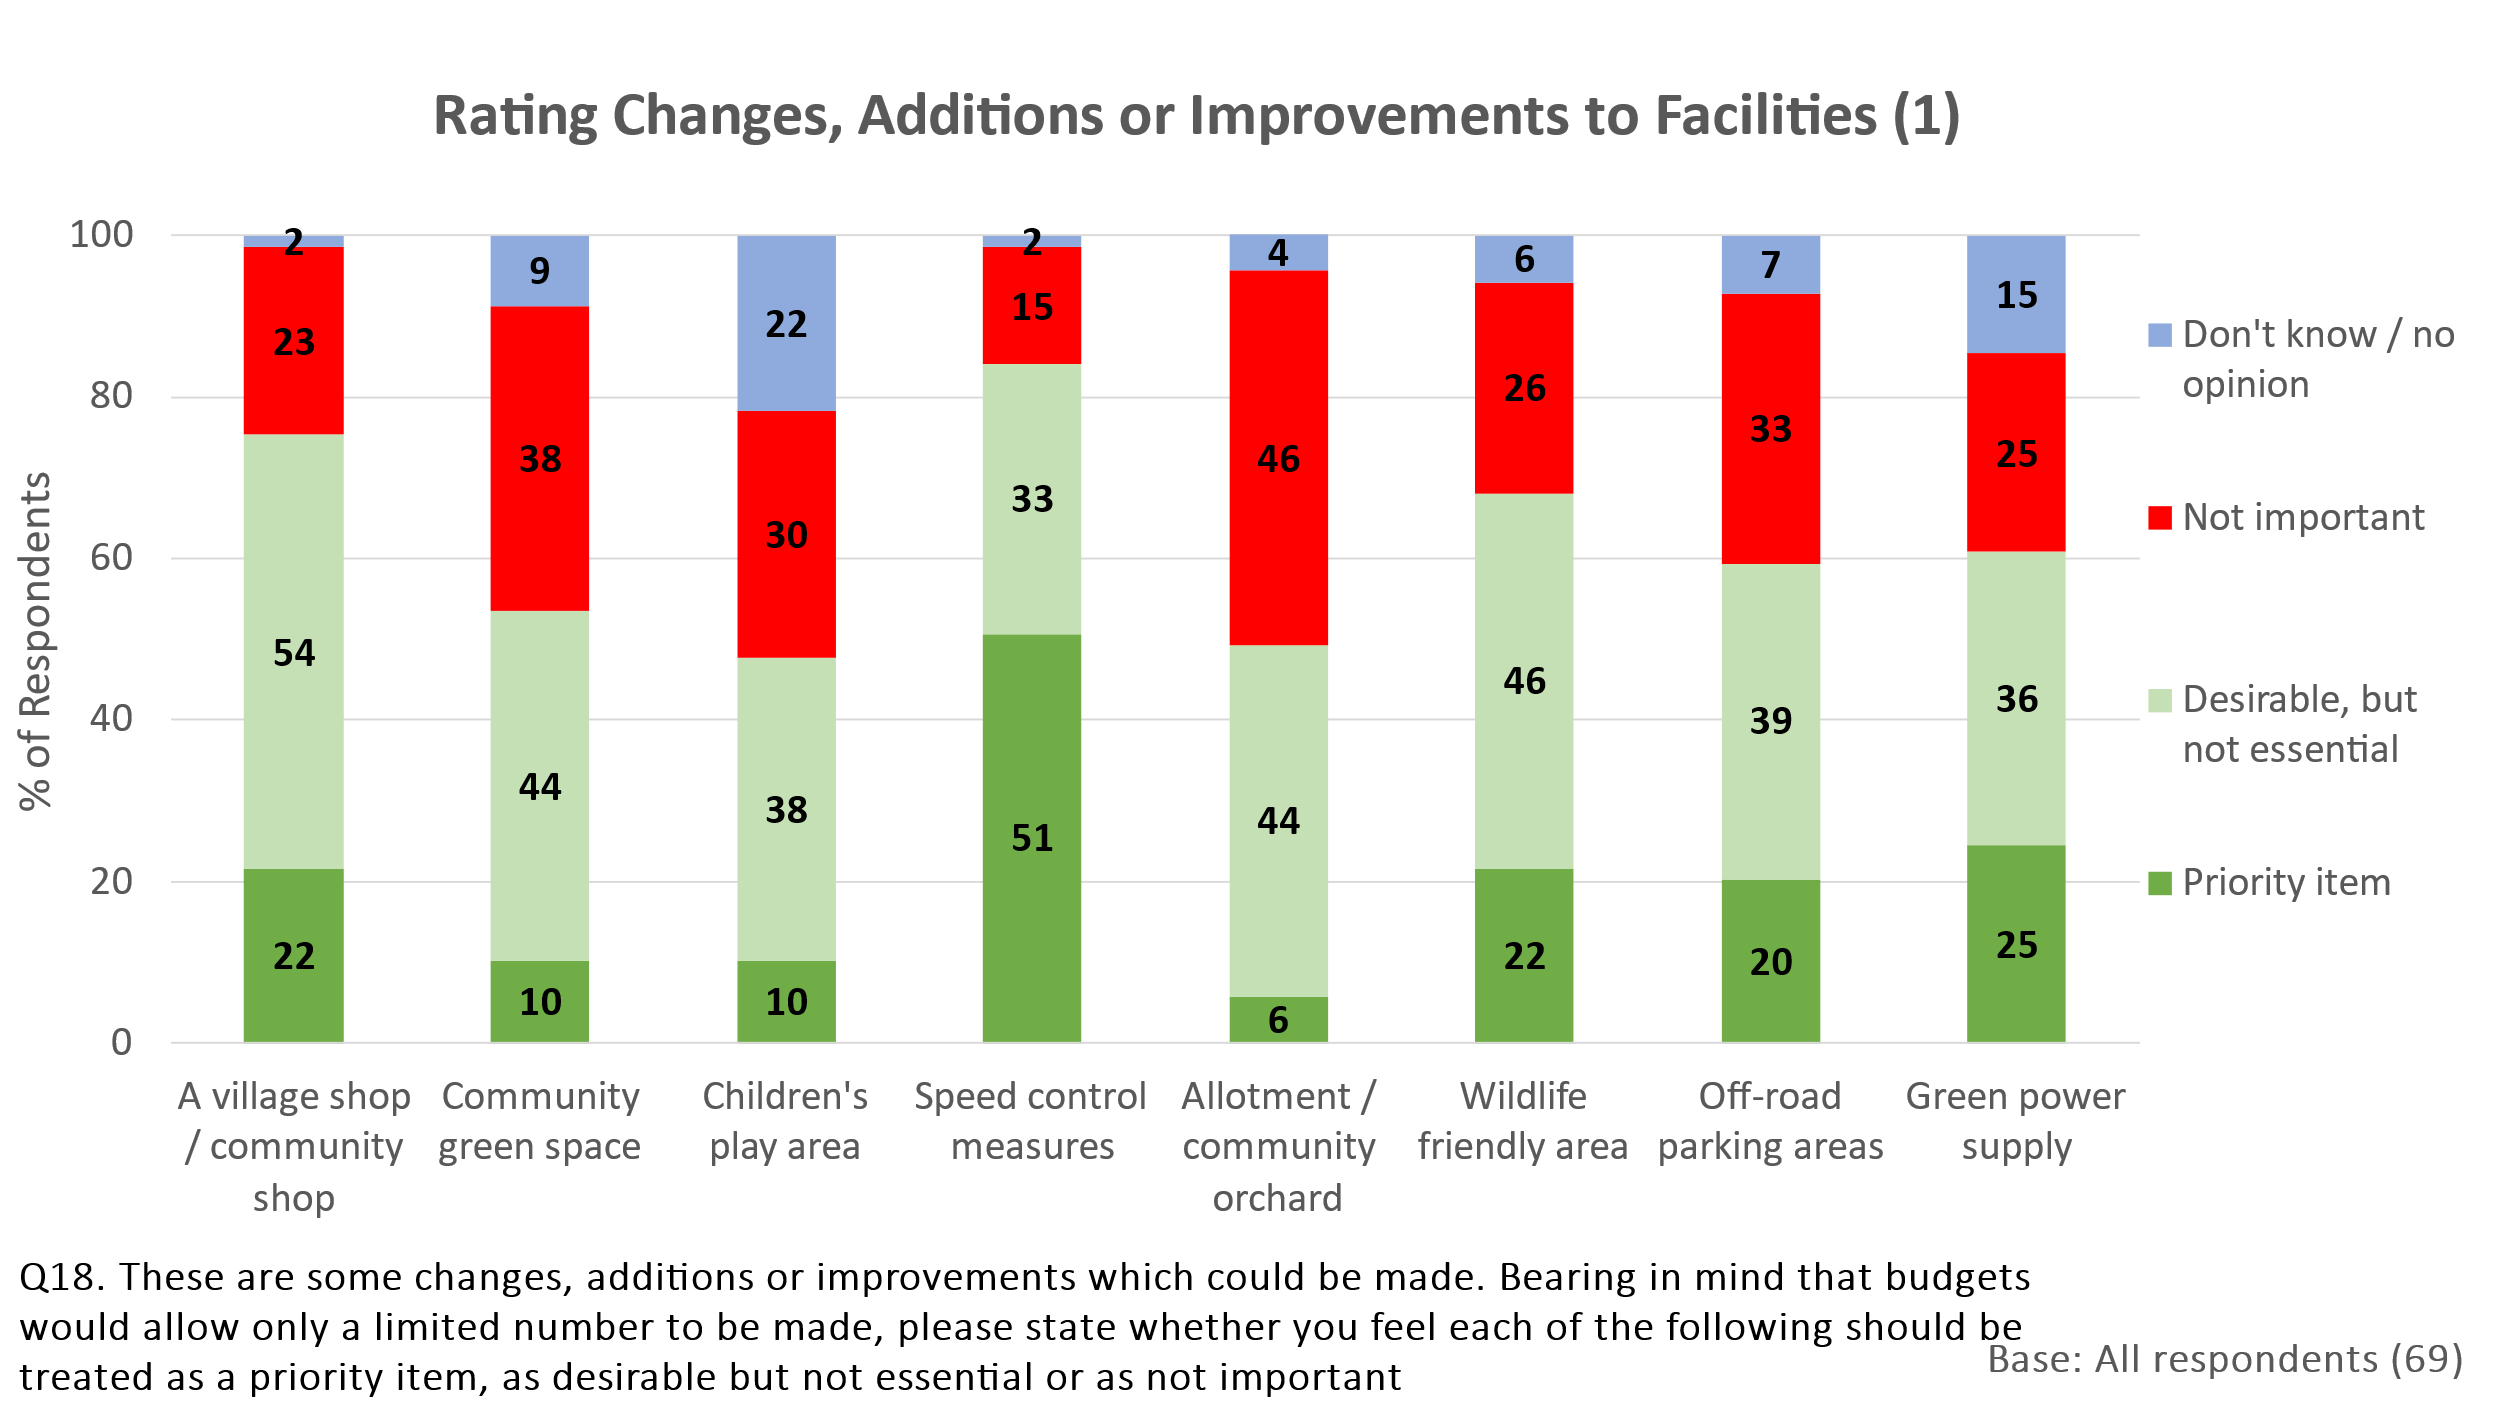 Rating Changes, Additions or Improvements to Facilities (1)
% of Respondents
100
80
60
40
20
0
2
23
54
22
9
38
44
10
22
30
38
10
2
15
33
51
4
46
44
6
6
26
46
22
7
33
39
20
15
25
36
25
A village shop
/ community
shop
Community
green space
Children's
play area
Speed control
measures
Allotment /
community
orchard
Wildlife
friendly area
Off-road
parking areas
Green power
supply
Don't know / no
opinion
Not important
Desirable, but
not essential
Priority item
Q18. These are some changes, additions or improvements which could be made. Bearing in mind that budgets
would allow only a limited number to be made, please state whether you feel each of the following should be
treated as a priority item, as desirable but not essential or as not important
Base: All respondents (69)